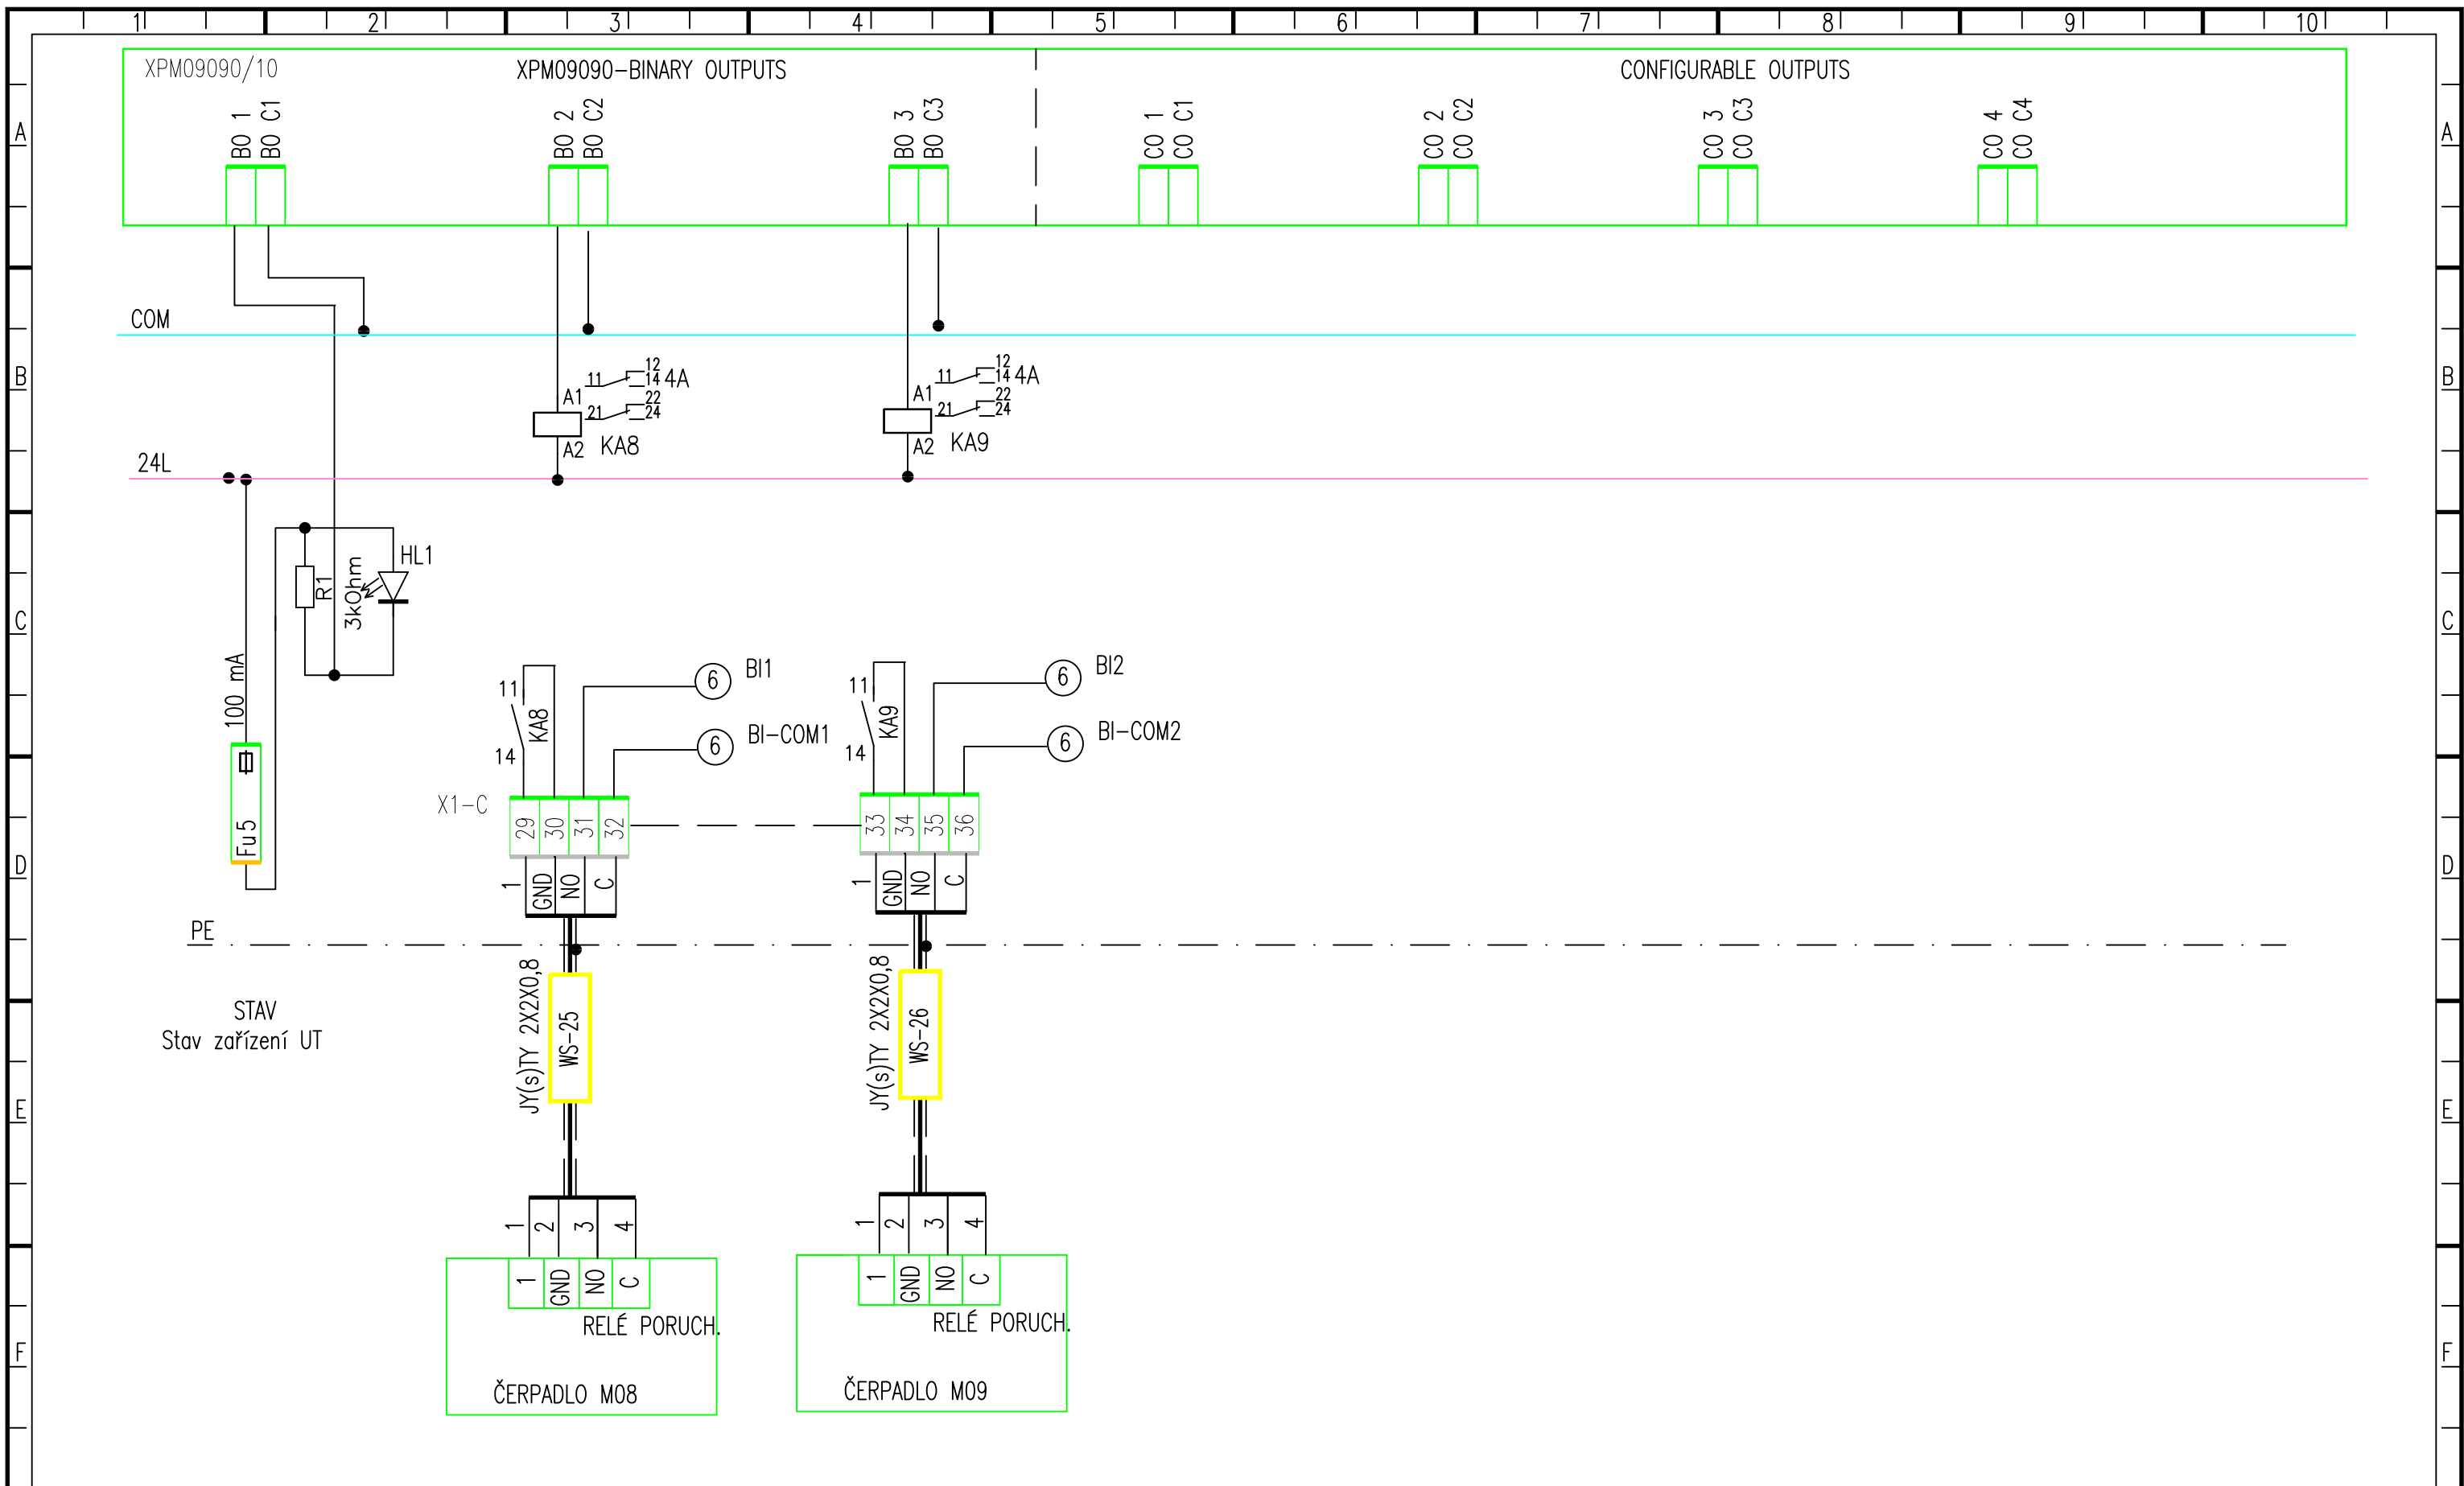 1 2 3 4 5 6 7 8 9 10
XPM09090/10 XPM09090-BINARY OUTPUTS CONFIGURABLE OUTPUTS
BO 1
BO C1
BO 2
BO C2
BO 3
BO C3
CO 1
CO C1
CO 2
CO C2
CO 3
CO C3
CO 4
CO C4
A A
COM
B B
11 12
14 4A
A1
21 22
24
A2 KA8
11 12
14 4A
A1
21 22
24
A2 KA9
24L
R1
3kOhm
HL1
C C
100 mA
Fu5
11
14
KA8
6 BI1
6 BI-COM1
11
14
KA9
6 BI2
6 BI-COM2
X1-C
29 30 31 32
33 34 35 36
D D
1 GND NO C
1 GND NO C
PE
STAV
Stav zařízení UT
JY(s)TY 2X2X0,8
WS-25
JY(s)TY 2X2X0,8
WS-26
E E
1 2 3 4
1 2 3 4
1 GND NO C
1 GND NO C
RELÉ PORUCH.
RELÉ PORUCH.
F F
ČERPADLO M08
ČERPADLO M09